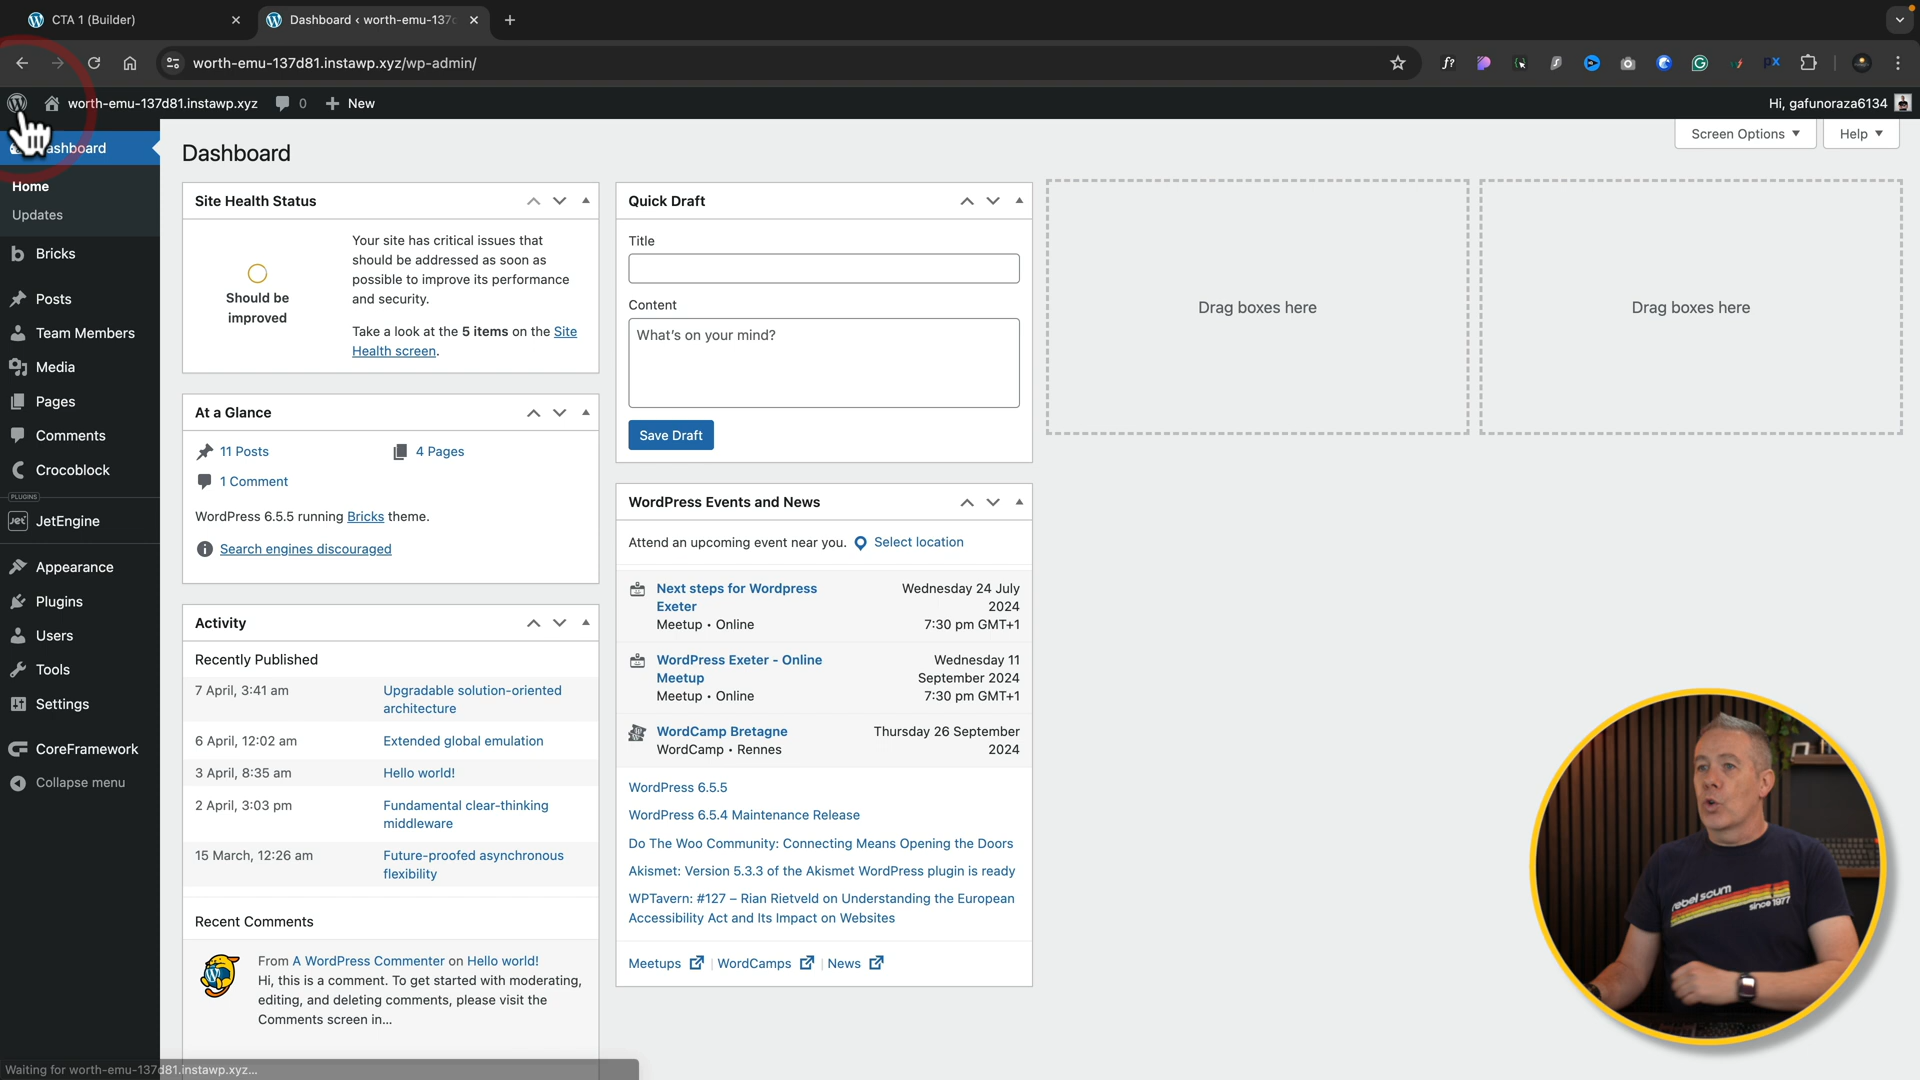 CTA 1 (Builder)
Dashboard ‹ worth-emu-137d
worth-emu-137d81.instawp.xyz/wp-admin/
worth-emu-137d81.instawp.xyz
0
New
Hi, gafunoraza6134
Dashboard
Home
Updates
Bricks
Posts
Team Members
Media
Pages
Comments
Crocoblock
PLUGINS
JetEngine
Appearance
Plugins
Users
Tools
Settings
CoreFramework
Collapse menu
Dashboard
Screen Options
Help
Site Health Status
Should be
improved
Your site has critical issues that
should be addressed as soon as
possible to improve its performance
and security.
Take a look at the 5 items on the Site
Health screen.
At a Glance
11 Posts
4 Pages
1 Comment
WordPress 6.5.5 running Bricks theme.
Search engines discouraged
Activity
Recently Published
7 April, 3:41 am
Upgradable solution-oriented
architecture
6 April, 12:02 am
Extended global emulation
3 April, 8:35 am
Hello world!
2 April, 3:03 pm
Fundamental clear-thinking
middleware
15 March, 12:26 am
Future-proofed asynchronous
flexibility
Recent Comments
From A WordPress Commenter on Hello world!
Hi, this is a comment. To get started with moderating,
editing, and deleting comments, please visit the
Comments screen in...
Quick Draft
Title
Content
What's on your mind?
Save Draft
WordPress Events and News
Attend an upcoming event near you.
Select location
Next steps for Wordpress
Exeter
Meetup • Online
Wednesday 24 July
2024
7:30 pm GMT+1
WordPress Exeter - Online
Meetup
Meetup • Online
Wednesday 11
September 2024
7:30 pm GMT+1
WordCamp Bretagne
WordCamp • Rennes
Thursday 26 September
2024
WordPress 6.5.5
WordPress 6.5.4 Maintenance Release
Do The Woo Community: Connecting Means Opening the Doors
Akismet: Version 5.3.3 of the Akismet WordPress plugin is ready
WPTavern: #127 – Rian Rietveld on Understanding the European
Accessibility Act and Its Impact on Websites
Meetups
WordCamps
News
Drag boxes here
Drag boxes here
rebel scum
since 1977
Waiting for worth-emu-137d81.instawp.xyz...